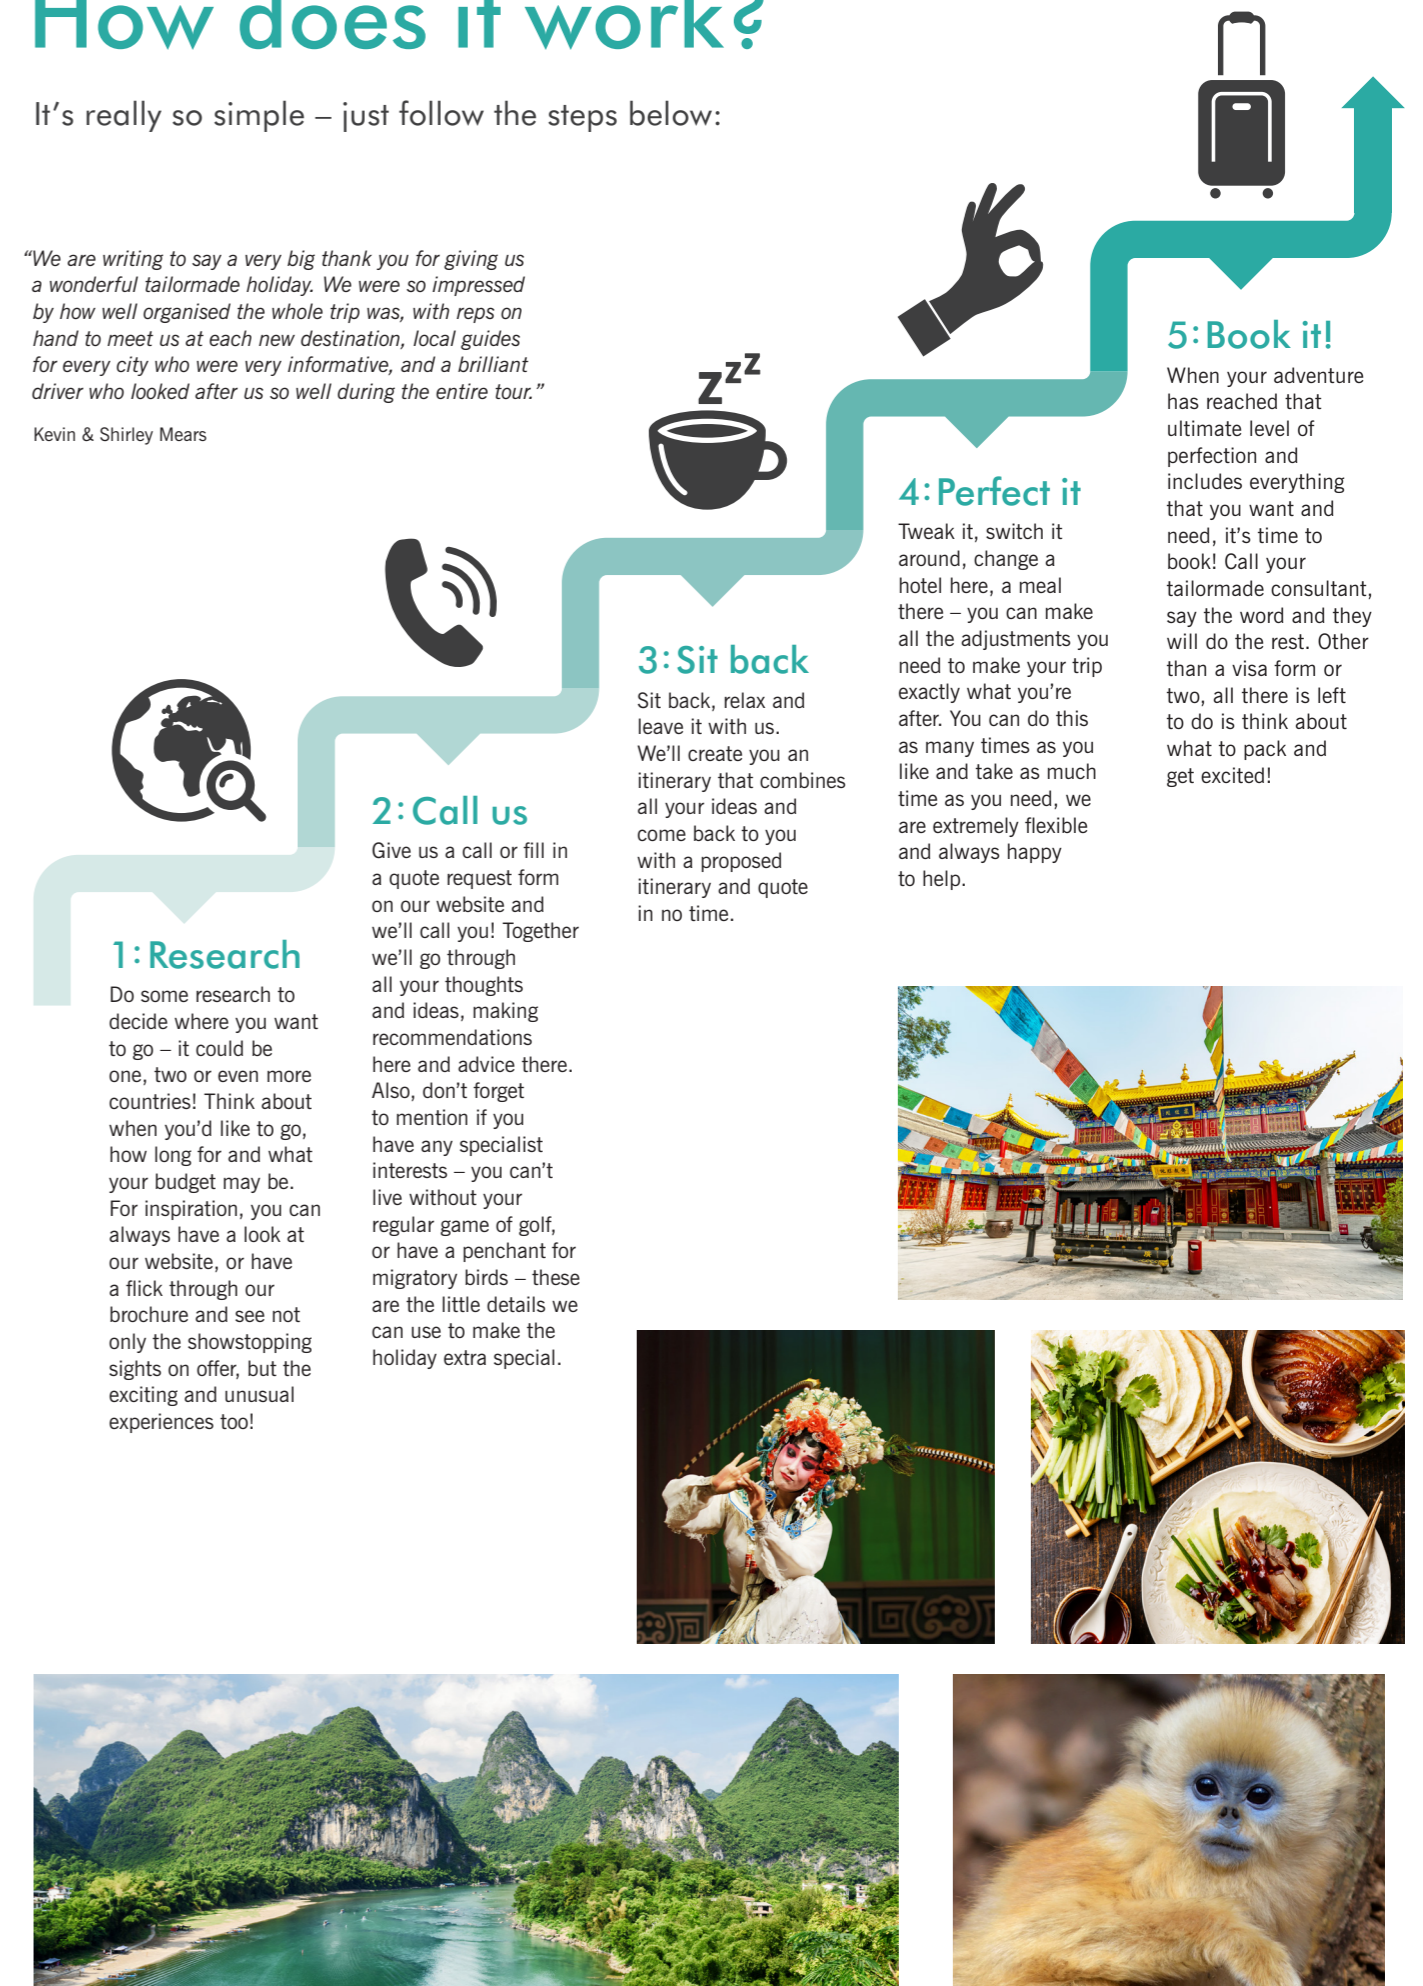 How does it work?
It's really so simple – just follow the steps below:
“We are writing to say a very big thank you for giving us
a wonderful tailormade holiday. We were so impressed
by how well organised the whole trip was, with reps on
hand to meet us at each new destination, local guides
for every city who were very informative, and a brilliant
driver who looked after us so well during the entire tour.”
Kevin & Shirley Mears
1: Research
Do some research to
decide where you want
to go – it could be
one, two or even more
countries! Think about
when you'd like to go,
how long for and what
your budget may be.
For inspiration, you can
always have a look at
our website, or have
a flick through our
brochure and see not
only the showstopping
sights on offer, but the
exciting and unusual
experiences too!
2: Call us
Give us a call or fill in
a quote request form
on our website and
we'll call you! Together
we'll go through
all your thoughts
and ideas, making
recommendations
here and advice there.
Also, don't forget
to mention if you
have any specialist
interests – you can't
live without your
regular game of golf,
or have a penchant for
migratory birds – these
are the little details we
can use to make the
holiday extra special.
zzz
3: Sit back
Sit back, relax and
leave it with us.
We'll create you an
itinerary that combines
all your ideas and
come back to you
with a proposed
itinerary and quote
in no time.
4: Perfect it
Tweak it, switch it
around, change a
hotel here, a meal
there – you can make
all the adjustments you
need to make your trip
exactly what you're
after. You can do this
as many times as you
like and take as much
time as you need, we
are extremely flexible
and always happy
to help.
5: Book it!
When your adventure
has reached that
ultimate level of
perfection and
includes everything
that you want and
need, it's time to
book! Call your
tailormade consultant,
say the word and they
will do the rest. Other
than a visa form or
two, all there is left
to do is think about
what to pack and
get excited!